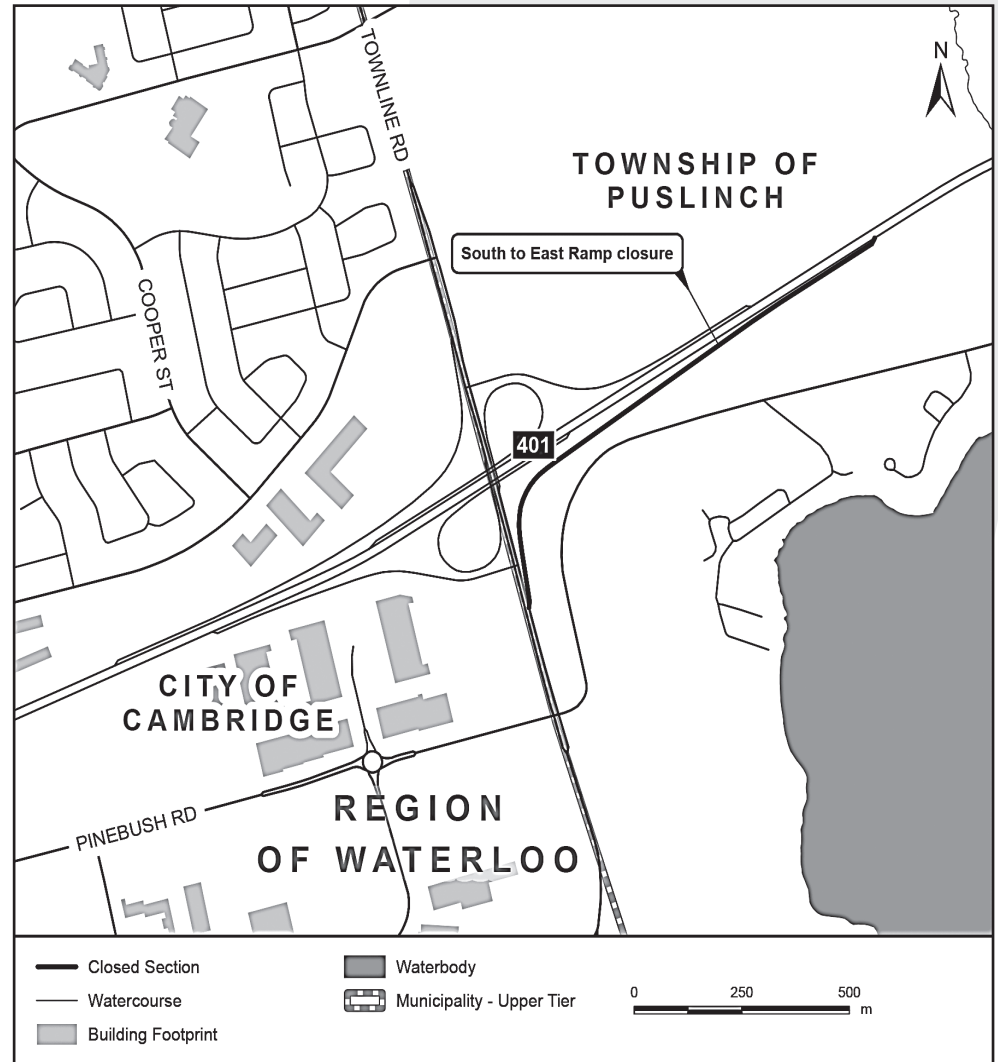 TOWNLINE RD
N
TOWNSHIP OF
PUSLINCH
South to East Ramp closure
COOPER ST
401
CITY OF
CAMBRIDGE
REGION
OF WATERLOO
PINEBUSH RD
Closed Section
Watercourse
Building Footprint
Waterbody
Municipality - Upper Tier
0 250 500
m